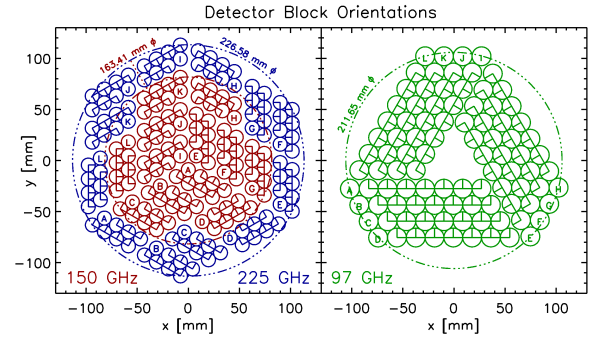 Detector Block Orientations
163.41 mm ϕ
226.58 mm ϕ
211.65 mm ϕ
100
50
0
−50
−100
y [mm]
I
J
H
K
G
L
F
A
E
B
C
D
K
J
H
L
G
I
E
F
A
B
C
G
D
L K J I
A
H
B
G
C
F
D
E
150 GHz
225 GHz
97 GHz
−100 −50 0 50 100
−100 −50 0 50 100
x [mm]
x [mm]